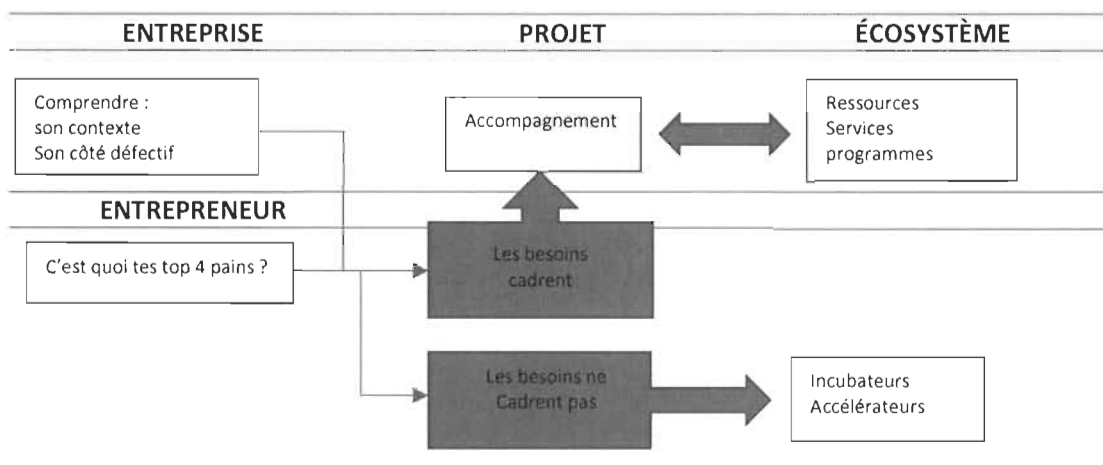 ENTREPRISE
PROJET
ÉCOSYSTÈME
Comprendre :
son contexte
Son côté défectif
Accompagnement
Ressources
Services
programmes
ENTREPRENEUR
C'est quoi tes top 4 pains ?
Les besoins
cadrent
Les besoins ne
Cadrent pas
Incubateurs
Accélérateurs